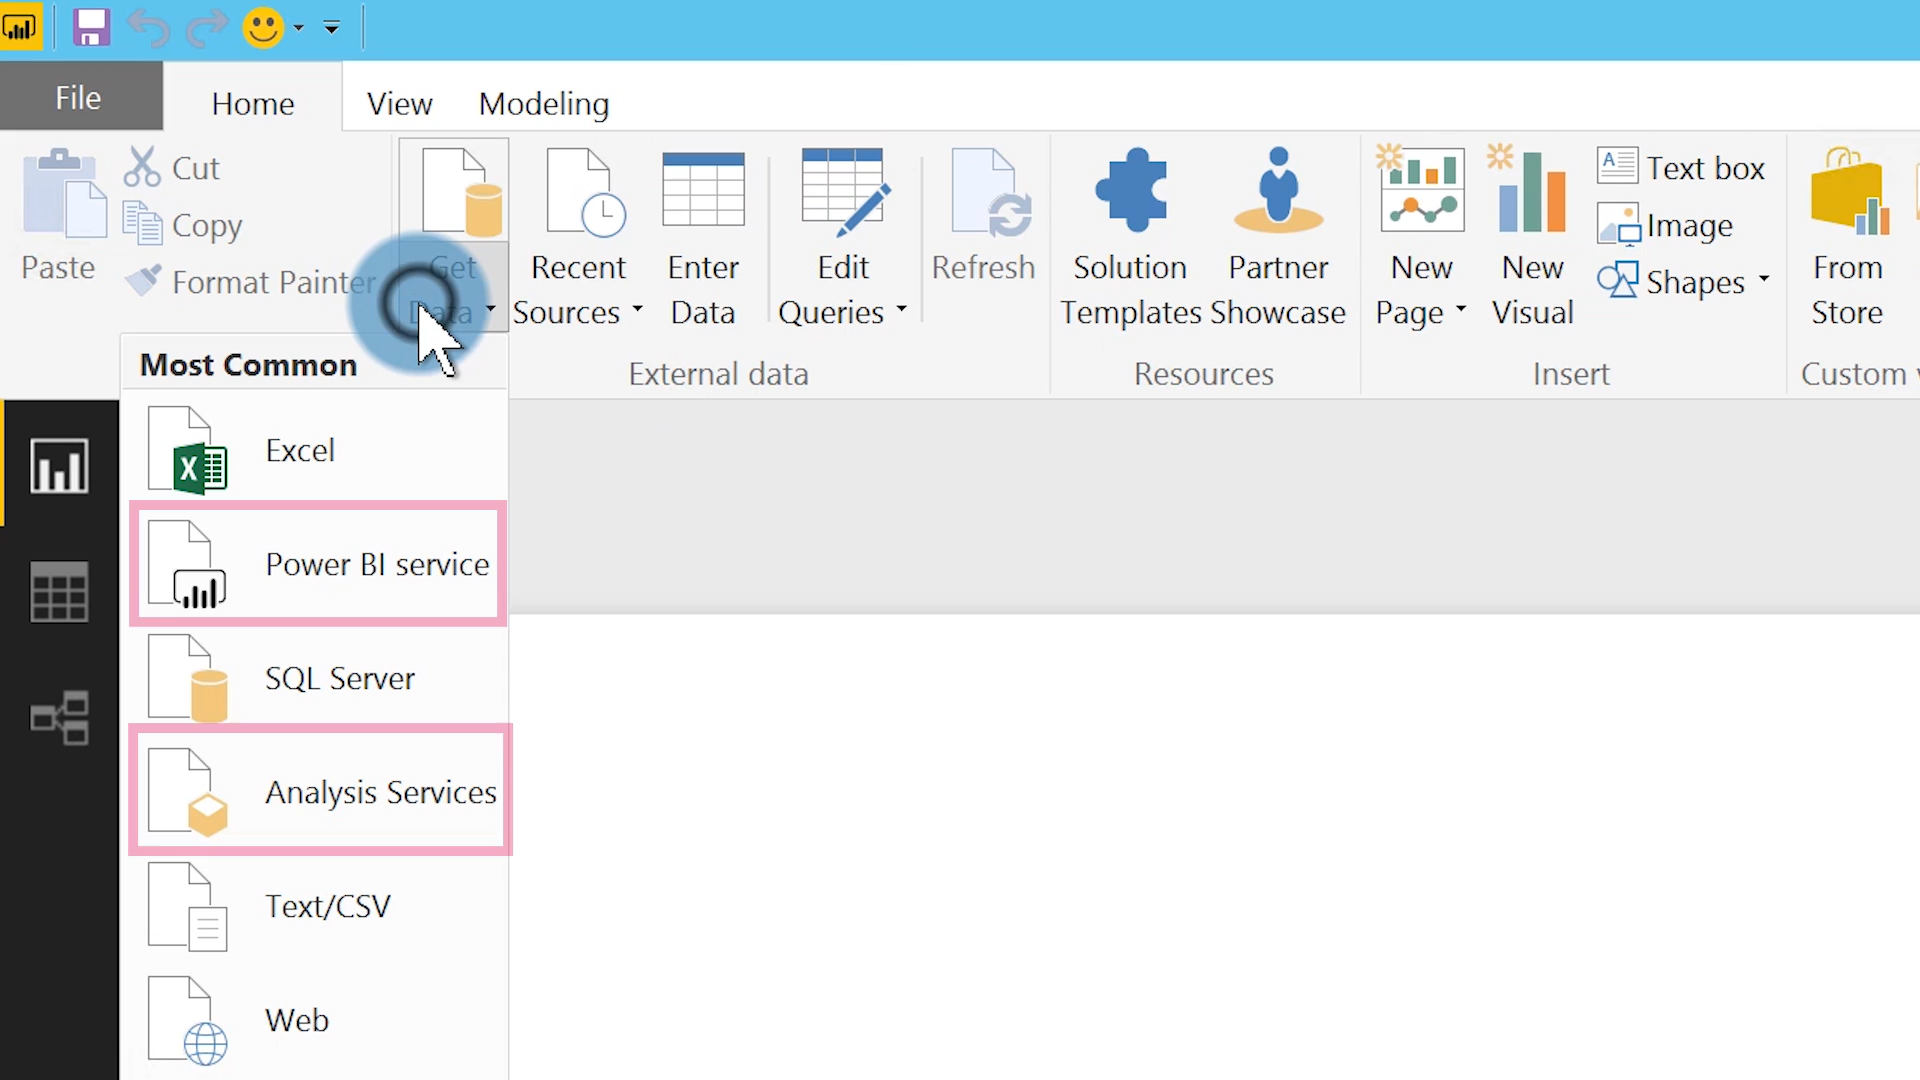 File
Home
View
Modeling
Paste
Cut
Copy
Format Painter
Get
Data
Recent
Sources
Enter
Data
Edit
Queries
Refresh
External data
Solution
Templates
Partner
Showcase
Resources
New
Page
New
Visual
Text box
Image
Shapes
Insert
From
Store
Custom
Most Common
Excel
Power BI service
SQL Server
Analysis Services
Text/CSV
Web